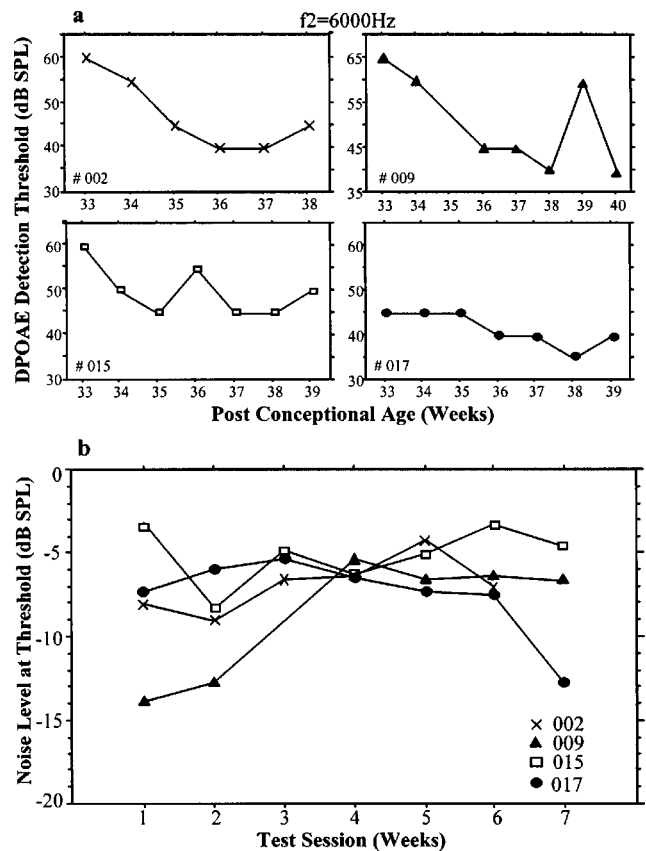 a
f2=6000Hz
DPOAE Detection Threshold (dB SPL)
60
50
40
30
# 002
33 34 35 36 37 38
65
55
45
35
# 009
33 34 35 36 37 38 39 40
60
50
40
30
# 015
33 34 35 36 37 38 39
60
50
40
30
# 017
33 34 35 36 37 38 39
Post Conceptional Age (Weeks)
b
Noise Level at Threshold (dB SPL)
0
-5
-10
-15
-20
002
009
015
017
1 2 3 4 5 6 7
Test Session (Weeks)